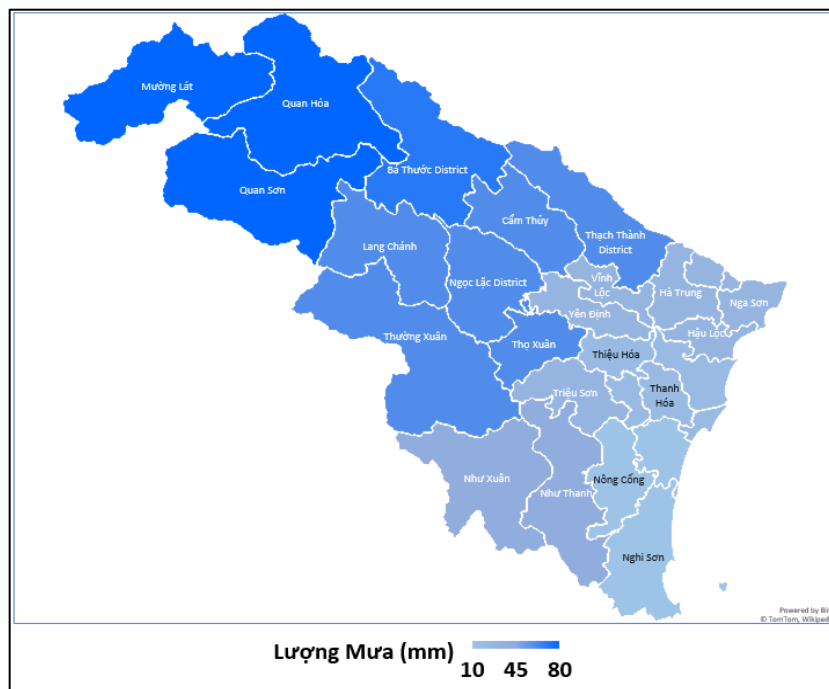 Mường Lát
Quan Hóa
Quan Sơn
Bá Thước District
Cẩm Thủy
Thạch Thành
District
Lang Chánh
Ngọc Lặc District
Vĩnh
Lộc
Hà Trung
Nga Sơn
Yên Định
Hậu Lộc
Thường Xuân
Thọ Xuân
Thiệu Hóa
Triệu Sơn
Thanh
Hóa
Như Xuân
Như Thanh
Nông Cống
Nghi Sơn
Powered by Bin
© TomTom, Wikiped
Lượng Mưa (mm)
10 45 80